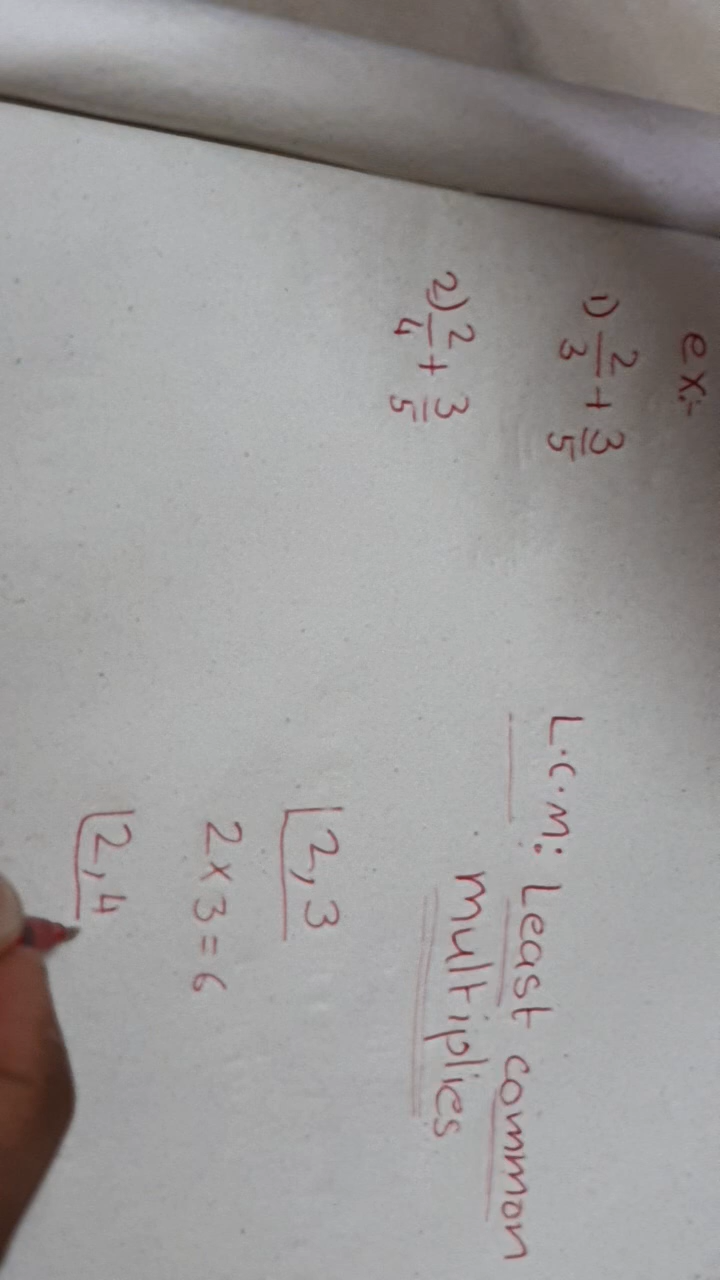 ex:-
1) 2/3 + 3/5
2) 2/4 + 3/5
L.C.M: Least common
multiplies
2, 3
2 x 3 = 6
2, 4